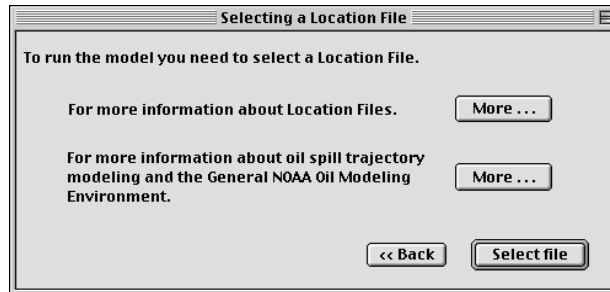 Selecting a Location File
To run the model you need to select a Location File.
For more information about Location Files.
More ...
For more information about oil spill trajectory
modeling and the General NOAA Oil Modeling
Environment.
More ...
<< Back
Select file